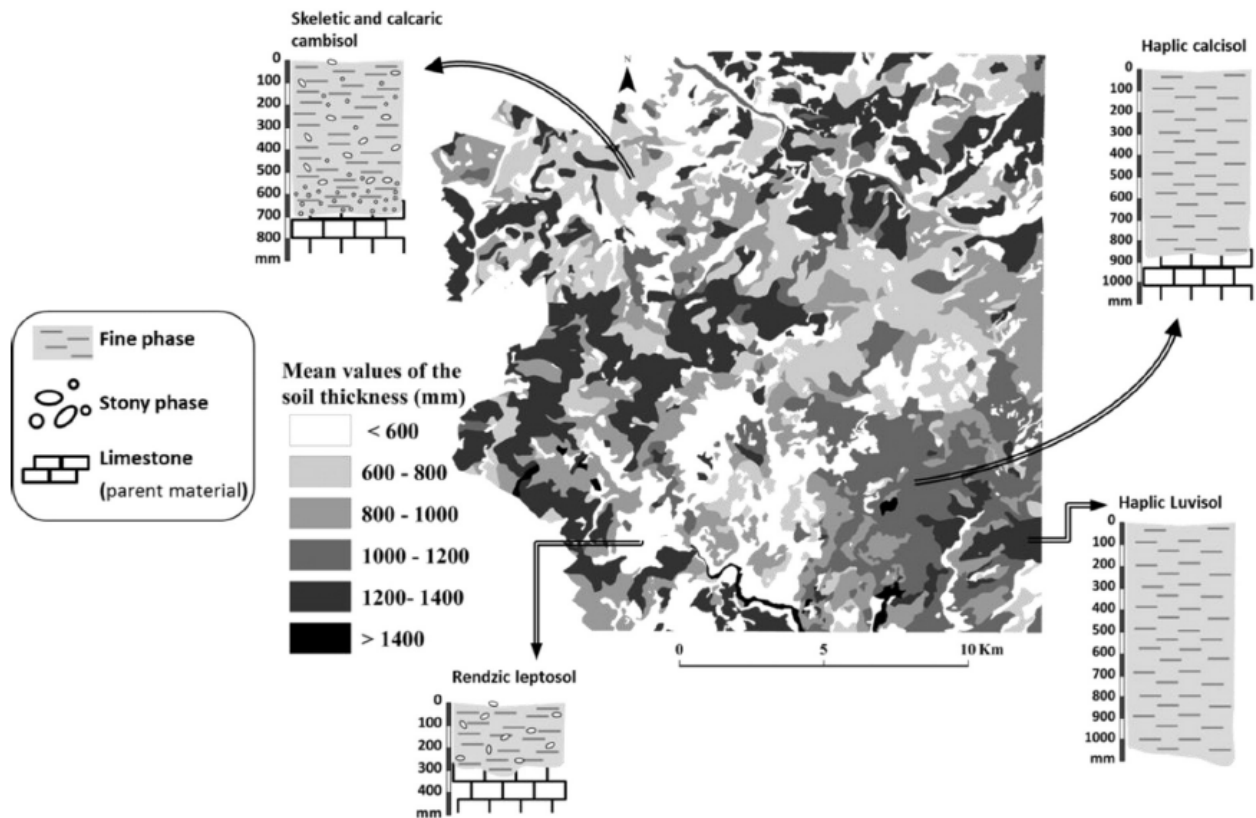 Skeletic and calcaric
cambisol
0
100
200
300
400
500
600
700
800
mm
N
Haplic calcisol
0
100
200
300
400
500
600
700
800
900
1000
mm
Fine phase
Stony phase
Limestone
(parent material)
Mean values of the
soil thickness (mm)
< 600
600 - 800
800 - 1000
1000 - 1200
1200- 1400
> 1400
Haplic Luvisol
0
100
200
300
400
500
600
700
800
900
1000
mm
0 5 10 Km
Rendzic leptosol
0
100
200
300
400
mm